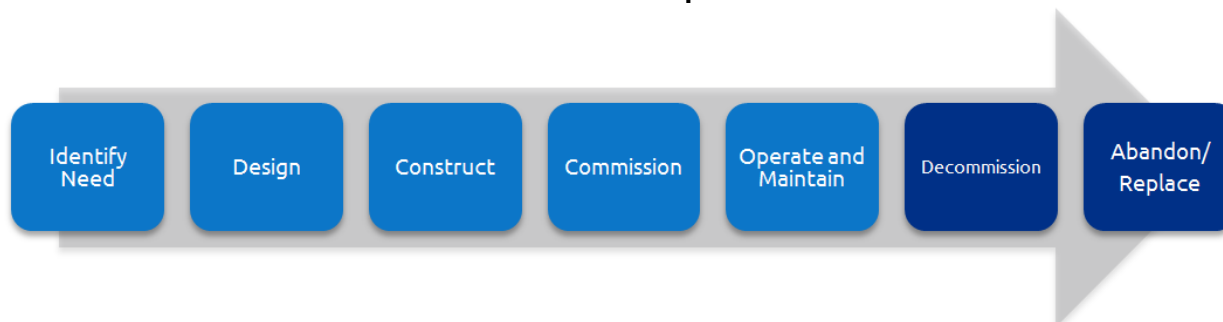 Identify
Need
Design
Construct
Commission
Operate and
Maintain
Decommission
Abandon/
Replace